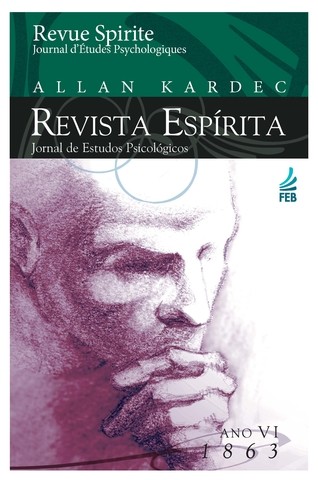 Revue Spirite
Journal d'Études Psychologiques
ALLAN KARDEC
REVISTA ESPÍRITA
Jornal de Estudos Psicológicos
FEB
ANO VI
1863